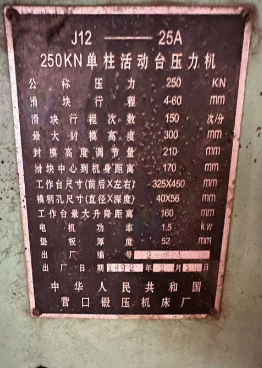 J12——25A
250KN单柱活动台压力机
公称压力 250 KN
滑块行程 4-60 mm
滑块行程次数 150 次/分
最大封模高度 300 mm
封模高度调节量 210 mm
滑块中心到机身距离 170 mm
工作台尺寸(前后X左右) 325X450 mm
模柄孔尺寸(直径X深度) 40X56 mm
工作台最大升降距离 160 mm
电机功率 1.5 kW
垫板厚度 52 mm
出厂编号
出厂日期 1992年 月 日
中华人民共和国
营口锻压机床厂